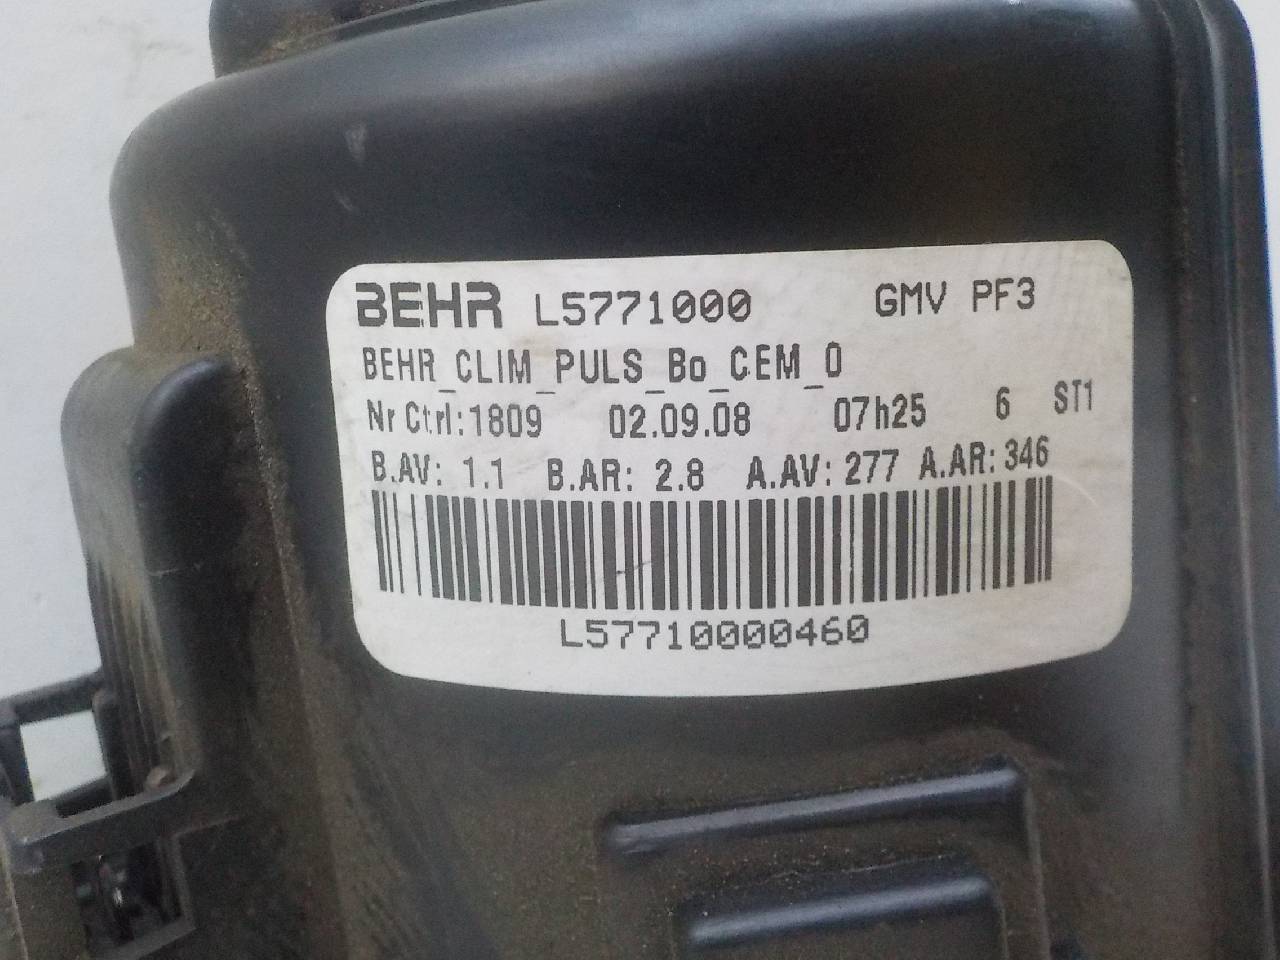 BEHR L5771000 GMV PF3
BEHR_CLIM_PULS_Bo_CEM_0
Nr Ctrl:1809 02.09.08 07h25 6 ST1
B.AV: 1.1 B.AR: 2.8 A.AV: 277 A.AR: 346
L57710000460